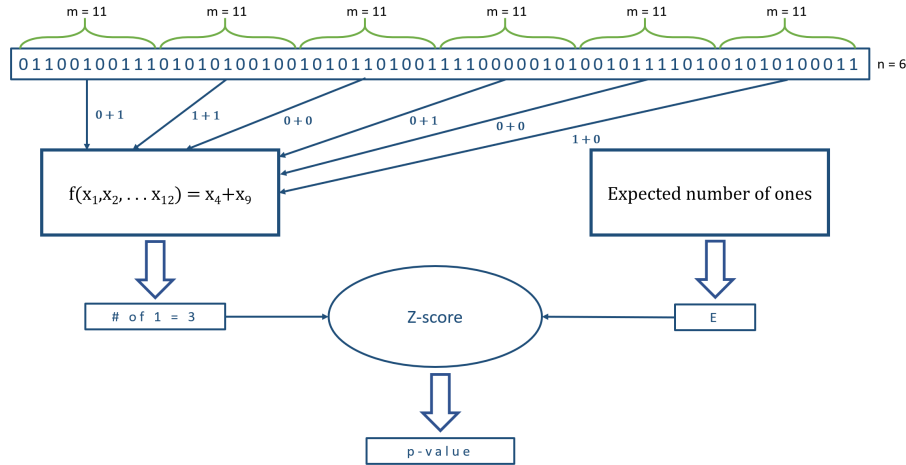 m = 11 m = 11 m = 11 m = 11 m = 11 m = 11
011001001110101010010010101101001111000001010010111101001010100011 n = 6
0 + 1 1 + 1 0 + 0 0 + 1 0 + 0 1 + 0
f(x₁,x₂, . . . x₁₂) = x₄+x₉
Expected number of ones
# of 1 = 3
Z-score
E
p-value